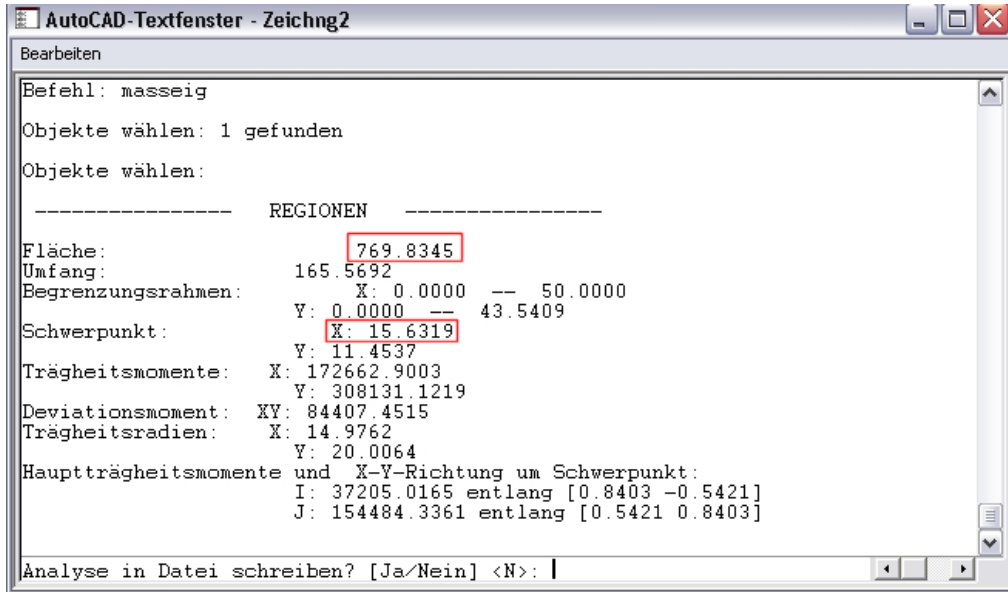 AutoCAD-Textfenster - Zeichng2
Bearbeiten
Befehl: masseig
Objekte wählen: 1 gefunden
Objekte wählen:
---------------- REGIONEN ----------------
Fläche: 769.8345
Umfang: 165.5692
Begrenzungsrahmen: X: 0.0000 -- 50.0000
Y: 0.0000 -- 43.5409
Schwerpunkt: X: 15.6319
Y: 11.4537
Trägheitsmomente: X: 172662.9003
Y: 308131.1219
Deviationsmoment: XY: 84407.4515
Trägheitsradien: X: 14.9762
Y: 20.0064
Hauptträgheitsmomente und X-Y-Richtung um Schwerpunkt:
I: 37205.0165 entlang [0.8403 -0.5421]
J: 154484.3361 entlang [0.5421 0.8403]
Analyse in Datei schreiben? [Ja/Nein] <N>: